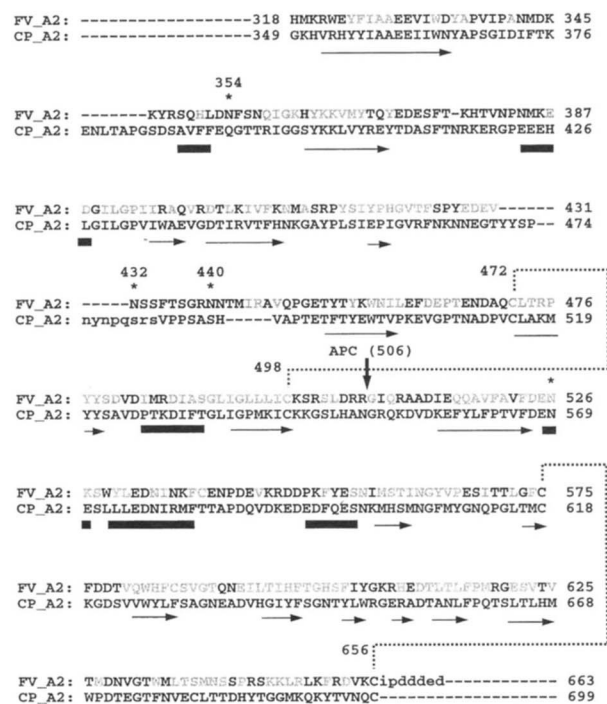 FV_A2: ------------------318 HMKRWEYFIAAEEVIWDYAPVIPANMDK 345
CP_A2: ------------------349 GKHVRHYYIAAEEIIWNYAPSGIDIFTK 376
354
*
FV_A2: -------KYRSQHLDNFSNQIGKHYKKVMYTQYEDESFT-KHTVNPNMKE 387
CP_A2: ENLTAPGSDSAVFFEQGTTRIGGSYKKLVYREYTDASFTNRKERGPEEEH 426
FV_A2: DGILGPIIRAQVRDTLKIVFKNMASRPYSIYPHGVTFSPYEDEV------ 431
CP_A2: LGILGPVIWAEVGDTIRVTFHNKGAYPLSIEPIGVRFNKNNEGTYYSP-- 474
432 440 472
* *
FV_A2: -----NSSFTSGRNNTMIRAVQPGETYTYKWNILEFDEPTENDAQCLTRP 476
CP_A2: nynpqsrsvPPSASH-----VAPTETFTYEWTVPKEVGPTNADPVCLAKM 519
498 APC (506)
*
FV_A2: YYSDVDIMRDIASGLIGLLLICKSRSLDRRGIQRAADIEQQAVFAVFDEN 526
CP_A2: YYSAVDPTKDIFTGLIGPMKICKKGSLHANGRQKDVDKEFYLFPTVFDEN 569
FV_A2: KSWYLEDNINKFCENPDEVKRDDPKFYESNIMSTINGYVPESITTLGFC 575
CP_A2: ESLLLEDNIRMFTTAPDQVDKEDEDFQESNKMHSMNGFMYGNQPGLTMC 618
FV_A2: FDDTVQWHFCSVGTQNEILTIHFTGHSFIYGKRHEDTLTLFPMRGESVTV 625
CP_A2: KGDSVVWYLFSAGNEADVHGIYFSGNTYLWRGERADTANLFPQTSLTLHM 668
656
FV_A2: TMDNVGTWMLTSMNSSPRSKKLRLKFRDVKCipddded------------ 663
CP_A2: WPDTEGTFNVECLTTDHYTGGMKQKYTVNQC------------------- 699